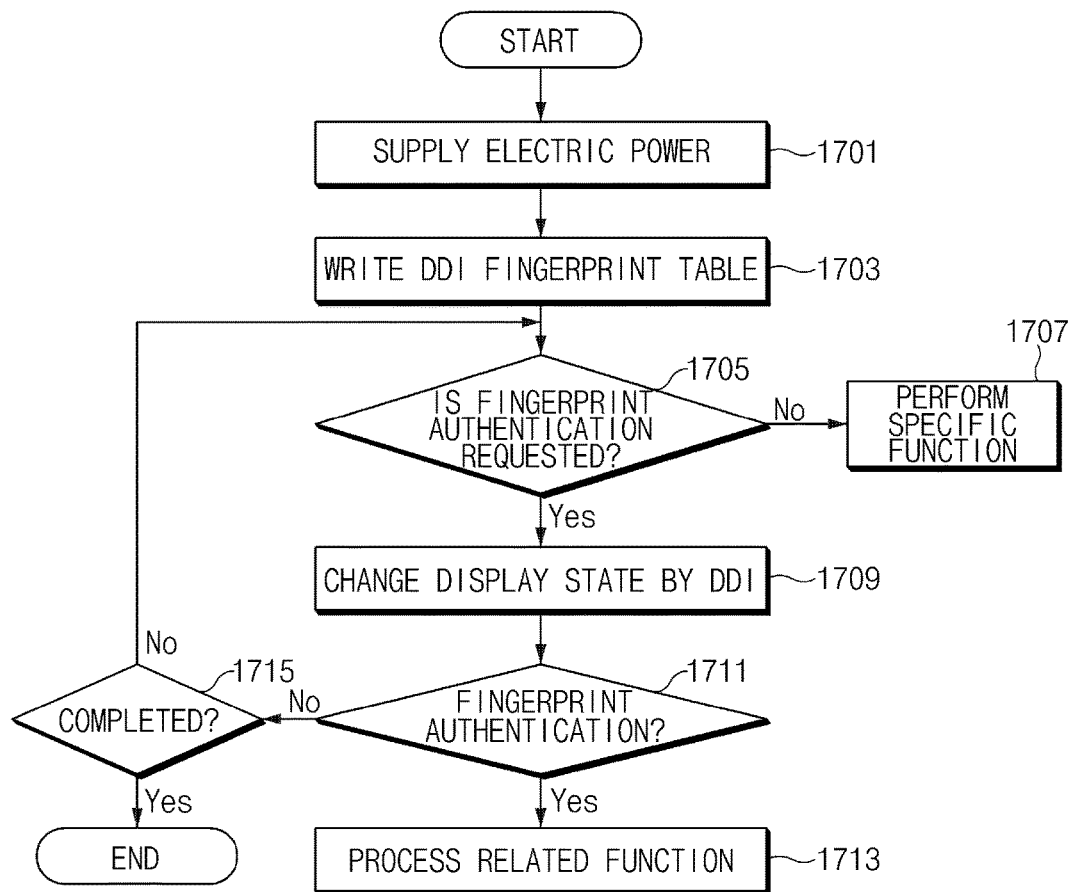 START
SUPPLY ELECTRIC POWER
1701
WRITE DDI FINGERPRINT TABLE
1703
1705
IS FINGERPRINT
AUTHENTICATION
REQUESTED?
No
1707
PERFORM
SPECIFIC
FUNCTION
Yes
CHANGE DISPLAY STATE BY DDI
1709
No
1715
COMPLETED?
No
1711
FINGERPRINT
AUTHENTICATION?
Yes
Yes
END
PROCESS RELATED FUNCTION
1713